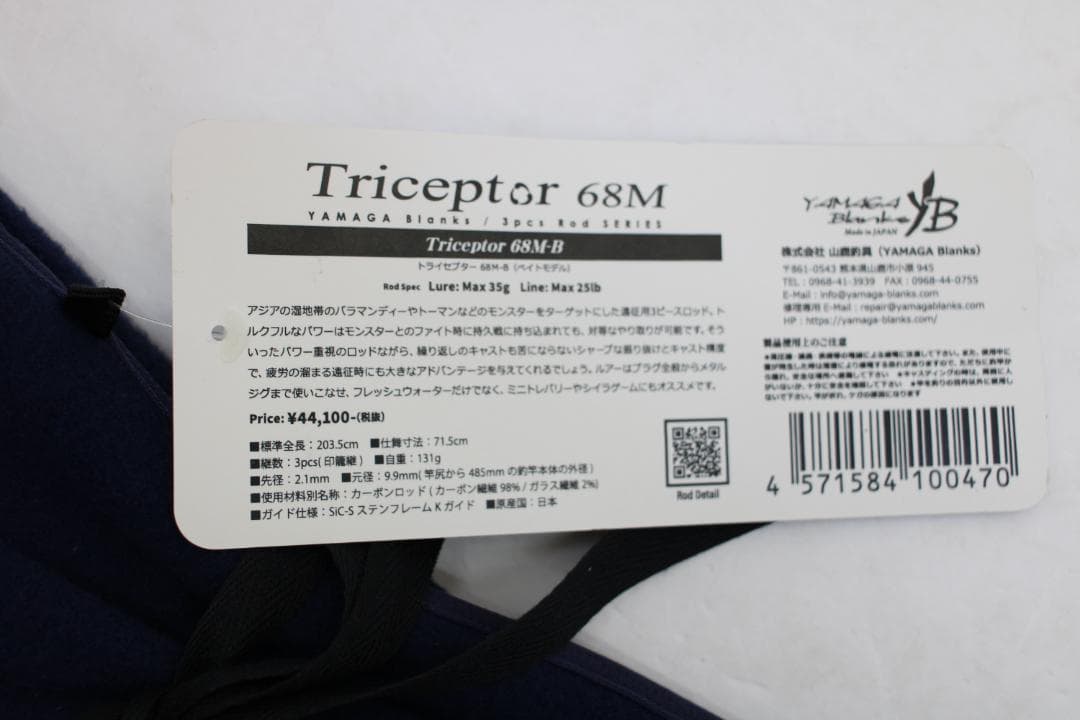 Triceptor 68M
YAMAGA Blanks / 3pcs Rod SERIES
Triceptor 68M-B
トライセプター 68M-B (ベイトモデル)
Rod Spec Lure: Max 35g Line: Max 25lb
アジアの湿地帯のバラマンディーやトーマンなどのモンスターをターゲットにした遠征用3ピースロッド。ト
ルクフルなパワーはモンスターとのファイト時に持久戦に持ち込まれても、対等なやり取りが可能です。そう
いったパワー重視のロッドながら、繰り返しのキャストも苦にならないシャープな振り抜けとキャスト精度
で、疲労の溜まる遠征時にも大きなアドバンテージを与えてくれるでしょう。ルアーはプラグ全般からメタル
ジグまで使いこなせ、フレッシュウォーターだけでなく、ミニトレバリーやシイラゲームにもオススメです。
Price: ¥44,100-(税抜)
■標準全長：203.5cm ■仕舞寸法：71.5cm
■継数：3pcs( 印籠継 ) ■自重：131g
■先径：2.1mm ■元径：9.9mm ( 竿尻から 485mm の竿本体の外径 )
■使用材料別名称：カーボンロッド ( カーボン繊維 98% / ガラス繊維 2%)
■ガイド仕様：SiC-S ステンフレーム K ガイド ■原産国：日本
Rod Detail
YAMAGA
Blanks
YB
Made in JAPAN
株式会社 山鹿釣具 (YAMAGA Blanks)
〒861-0543 熊本県山鹿市小原 945
TEL : 0968-41-3939 FAX : 0968-44-0755
E-Mail : info@yamaga-blanks.com
修理専用 E-Mail : repair@yamaga-blanks.com
HP : https://yamaga-blanks.com/
製品使用上のご注意
4 571584 100470